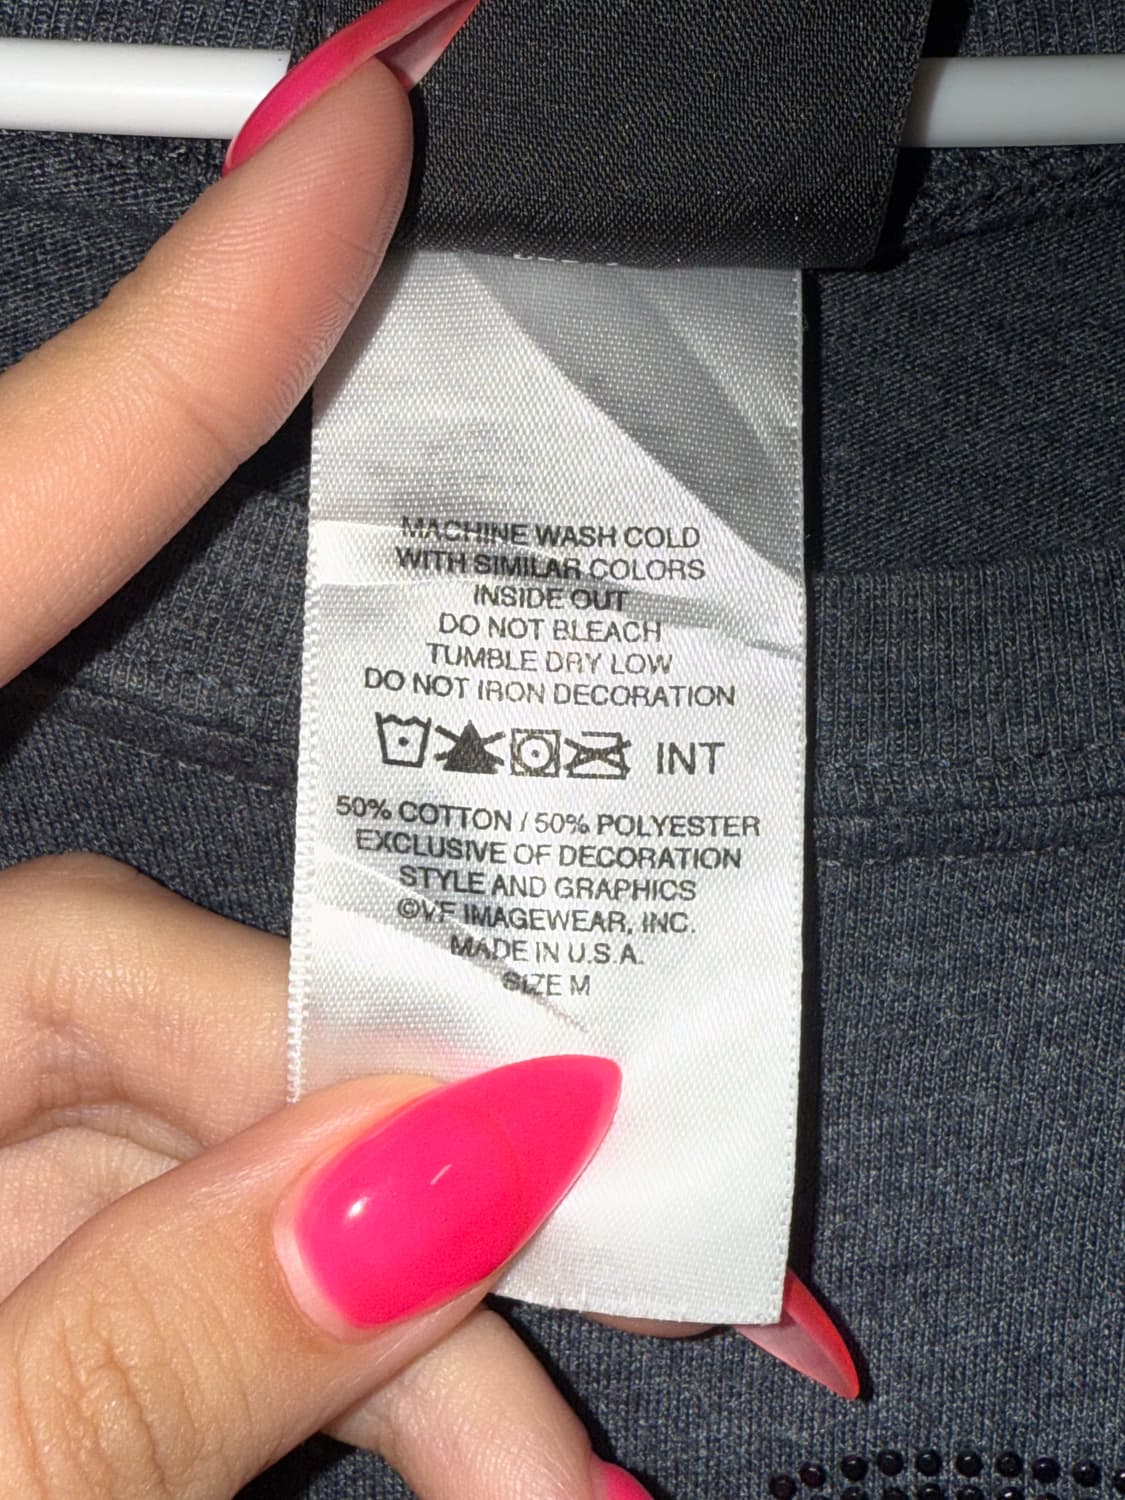 MACHINE WASH COLD
WITH SIMILAR COLORS
INSIDE OUT
DO NOT BLEACH
TUMBLE DRY LOW
DO NOT IRON DECORATION
INT
50% COTTON / 50% POLYESTER
EXCLUSIVE OF DECORATION
STYLE AND GRAPHICS
©VF IMAGEWEAR, INC.
MADE IN U.S.A.
SIZE M